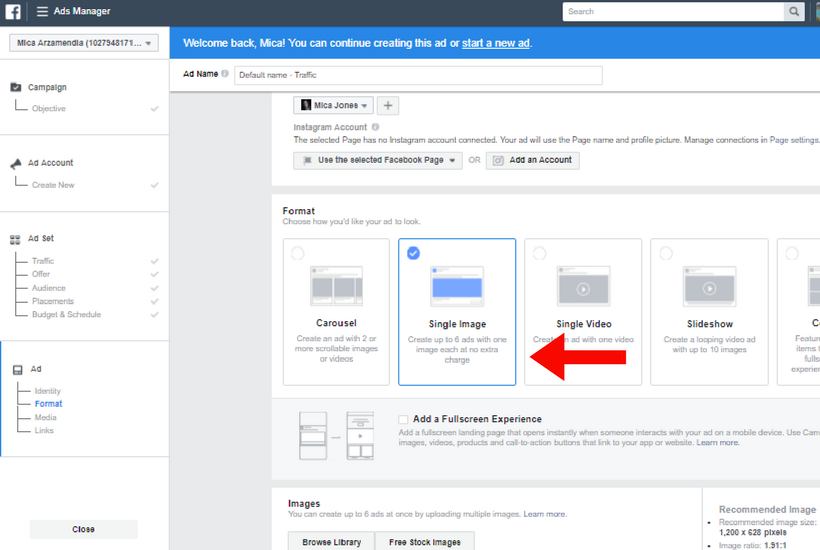 Ads Manager
Search
Mica Arzamendia (1027948171...
Welcome back, Mica! You can continue creating this ad or start a new ad.
Ad Name
Default name - Traffic
Campaign
Objective
Ad Account
Create New
Ad Set
Traffic
Offer
Audience
Placements
Budget & Schedule
Ad
Identity
Format
Media
Links
Close
Mica Jones
Instagram Account
The selected Page has no Instagram account connected. Your ad will use the Page name and profile picture. Manage connections in Page settings.
Use the selected Facebook Page
OR
Add an Account
Format
Choose how you'd like your ad to look.
Carousel
Create an ad with 2 or
more scrollable images
or videos
Single Image
Create up to 6 ads with one
image each at no extra
charge
Single Video
an ad with one video
Slideshow
Create a looping video ad
with up to 10 images
C
Featu
items
fulls
experien
Add a Fullscreen Experience
Add a fullscreen landing page that opens instantly when someone interacts with your ad on a mobile device. Use Canv
images, videos, products and call-to-action buttons that link to your app or website. Learn more.
Images
You can create up to 6 ads at once by uploading multiple images. Learn more.
Browse Library
Free Stock Images
Recommended Image
Recommended image size:
1,200 x 628 pixels
Image ratio: 1.91:1